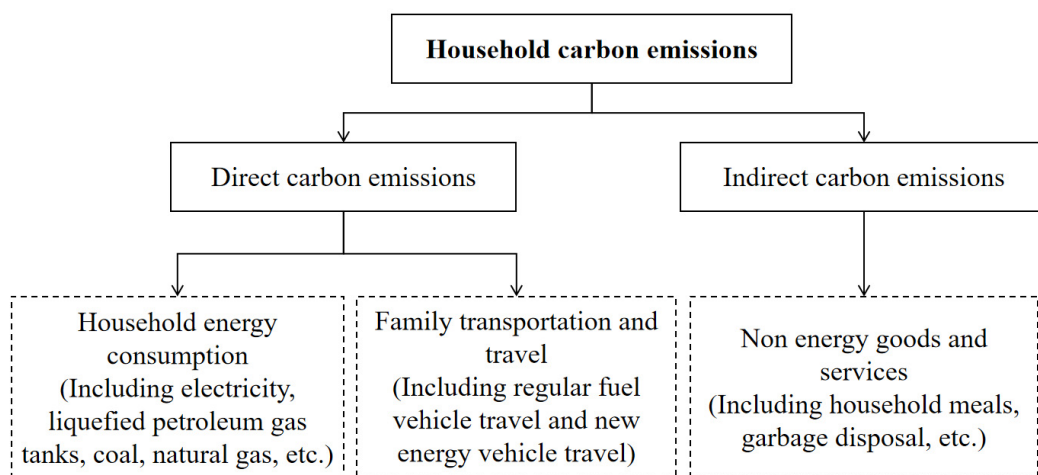 Household carbon emissions
Direct carbon emissions
Indirect carbon emissions
Household energy
consumption
(Including electricity,
liquefied petroleum gas
tanks, coal, natural gas, etc.)
Family transportation and
travel
(Including regular fuel
vehicle travel and new
energy vehicle travel)
Non energy goods and
services
(Including household meals,
garbage disposal, etc.)